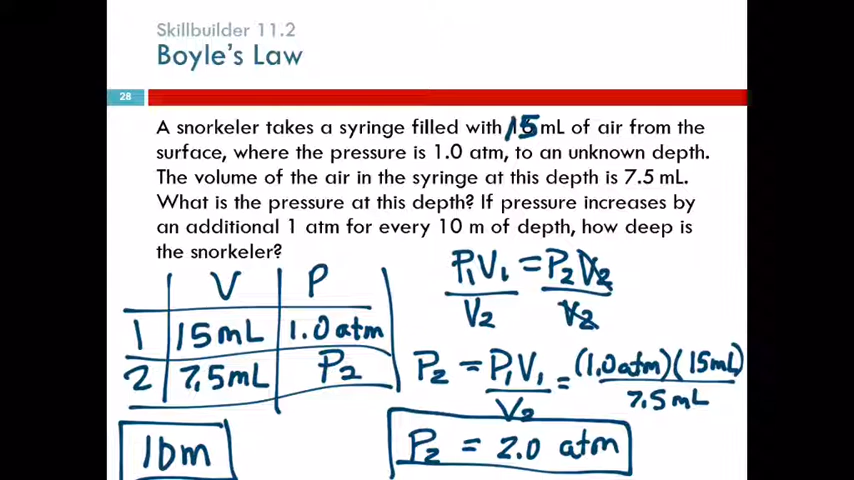 Skillbuilder 11.2
Boyle's Law
28
A snorkeler takes a syringe filled with 15 mL of air from the
surface, where the pressure is 1.0 atm, to an unknown depth.
The volume of the air in the syringe at this depth is 7.5 mL.
What is the pressure at this depth? If pressure increases by
an additional 1 atm for every 10 m of depth, how deep is
the snorkeler?
V P
1 15mL 1.0 atm
2 7.5mL P₂
P₁V₁ = P₂V₂
V₂ V₂
P₂ = P₁V₁ = (1.0atm)(15mL)
V₂ 7.5 mL
10m
P₂ = 2.0 atm